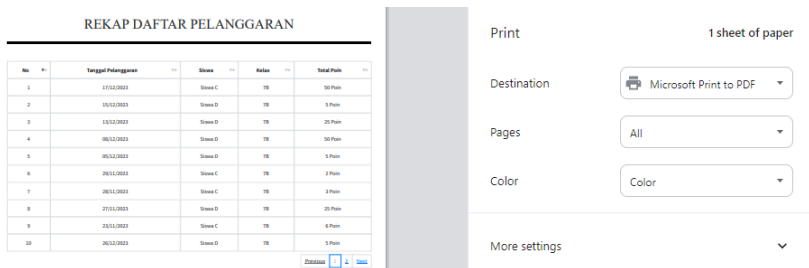 REKAP DAFTAR PELANGGARAN
No Tanggal Pelanggaran Siswa Kelas Total Poin
1 17/12/2023 Siswa C 7B 50 Poin
2 15/12/2023 Siswa D 7B 5 Poin
3 13/12/2023 Siswa D 7B 25 Poin
4 08/12/2023 Siswa D 7B 50 Poin
5 05/12/2023 Siswa D 7B 5 Poin
6 29/11/2023 Siswa C 7B 2 Poin
7 28/11/2023 Siswa C 7B 3 Poin
8 27/11/2023 Siswa D 7B 25 Poin
9 23/11/2023 Siswa C 7B 6 Poin
10 26/12/2023 Siswa D 7B 5 Poin
Previous 1 2 Next
Print 1 sheet of paper
Destination Microsoft Print to PDF
Pages All
Color Color
More settings